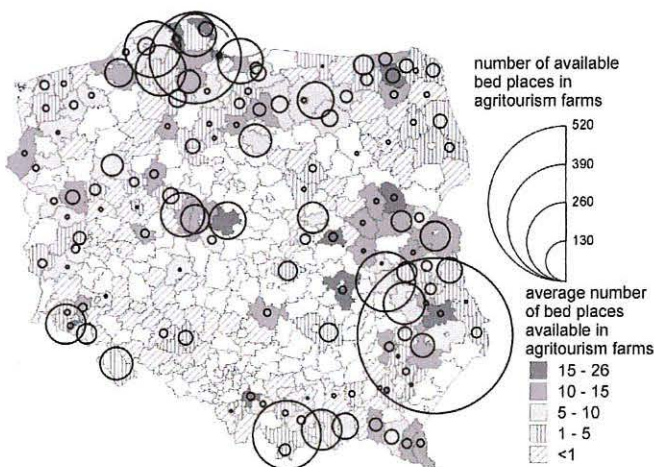 number of available
bed places in
agritourism farms
520
390
260
130
average number
of bed places
available in
agritourism farms
15 - 26
10 - 15
5 - 10
1 - 5
<1